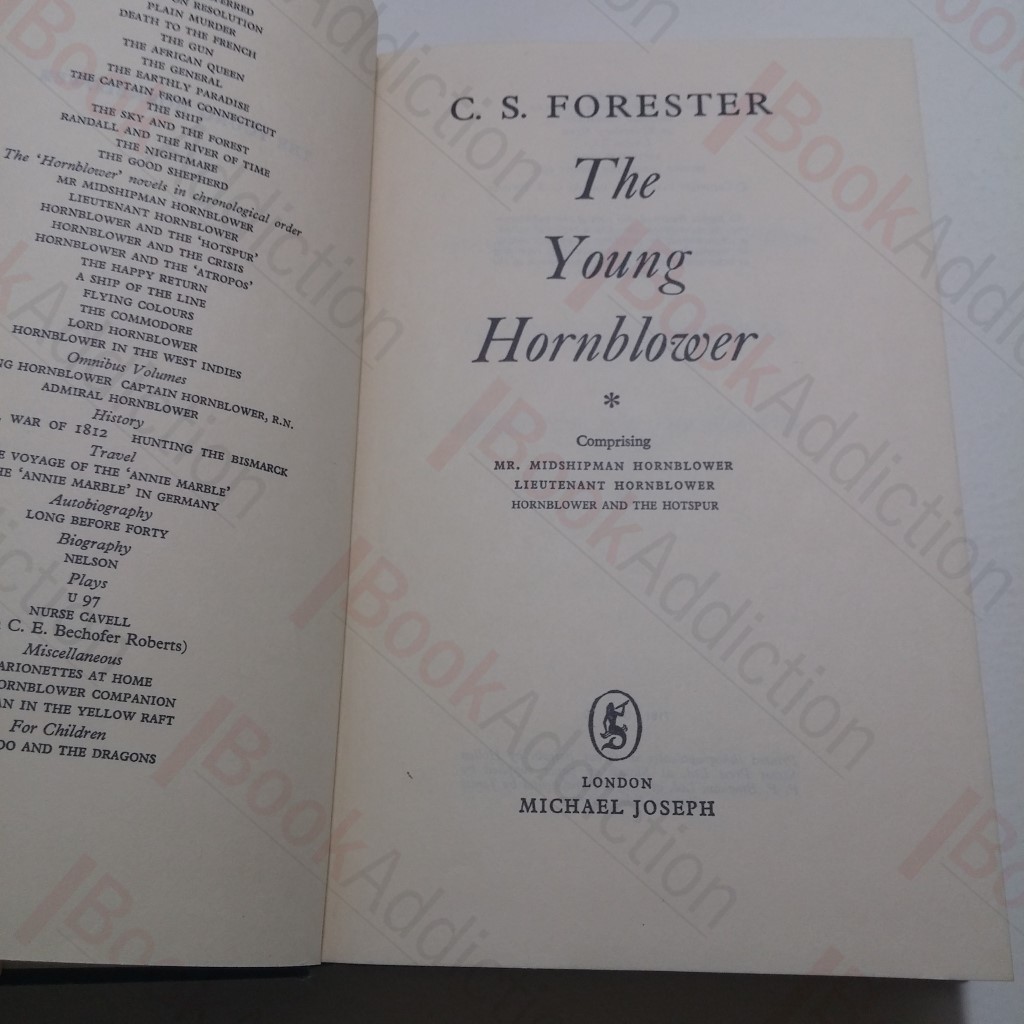 RESOLUTION
PLAIN MURDER
DEATH TO THE FRENCH
THE GUN
THE AFRICAN QUEEN
THE GENERAL
THE EARTHLY PARADISE
THE CAPTAIN FROM CONNECTICUT
THE SHIP
THE SKY AND THE FOREST
RANDALL AND THE RIVER OF TIME
THE NIGHTMARE
THE GOOD SHEPHERD
The 'Hornblower' novels in chronological order
MR MIDSHIPMAN HORNBLOWER
LIEUTENANT HORNBLOWER
HORNBLOWER AND THE 'HOTSPUR'
HORNBLOWER AND THE CRISIS
HORNBLOWER AND THE 'ATROPOS'
THE HAPPY RETURN
A SHIP OF THE LINE
FLYING COLOURS
THE COMMODORE
LORD HORNBLOWER
HORNBLOWER IN THE WEST INDIES
Omnibus Volumes
NG HORNBLOWER CAPTAIN HORNBLOWER, R.N.
ADMIRAL HORNBLOWER
History
WAR OF 1812 HUNTING THE BISMARCK
Travel
VOYAGE OF THE 'ANNIE MARBLE'
'ANNIE MARBLE' IN GERMANY
Autobiography
LONG BEFORE FORTY
Biography
NELSON
Plays
U 97
NURSE CAVELL
C. E. Bechofer Roberts)
Miscellaneous
ARIONETTES AT HOME
ORNBLOWER COMPANION
AN IN THE YELLOW RAFT
For Children
OO AND THE DRAGONS
C. S. FORESTER
The
Young
Hornblower
*
Comprising
MR. MIDSHIPMAN HORNBLOWER
LIEUTENANT HORNBLOWER
HORNBLOWER AND THE HOTSPUR
LONDON
MICHAEL JOSEPH
BookAddiction